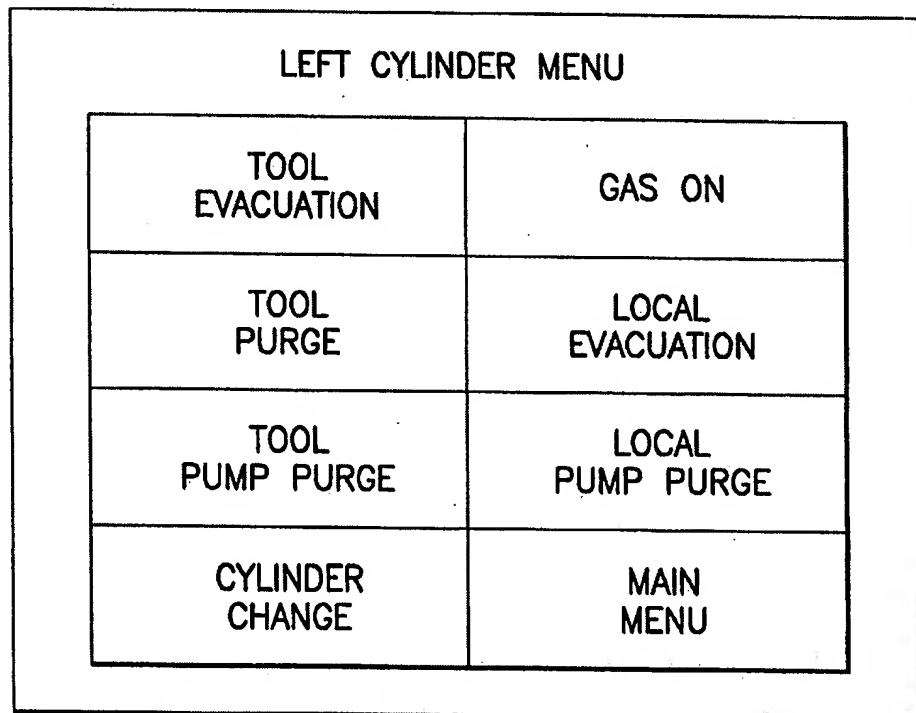 LEFT CYLINDER MENU
TOOL
EVACUATION
GAS ON
TOOL
PURGE
LOCAL
EVACUATION
TOOL
PUMP PURGE
LOCAL
PUMP PURGE
CYLINDER
CHANGE
MAIN
MENU